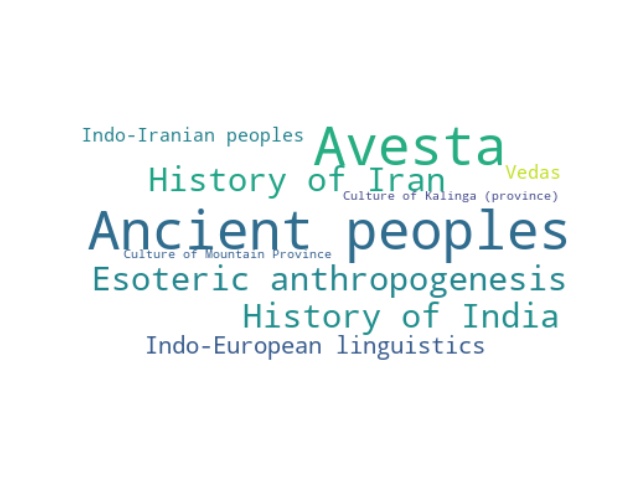 Indo-Iranian peoples
Avesta
History of Iran
Vedas
Culture of Kalinga (province)
Ancient peoples
Culture of Mountain Province
Esoteric anthropogenesis
History of India
Indo-European linguistics